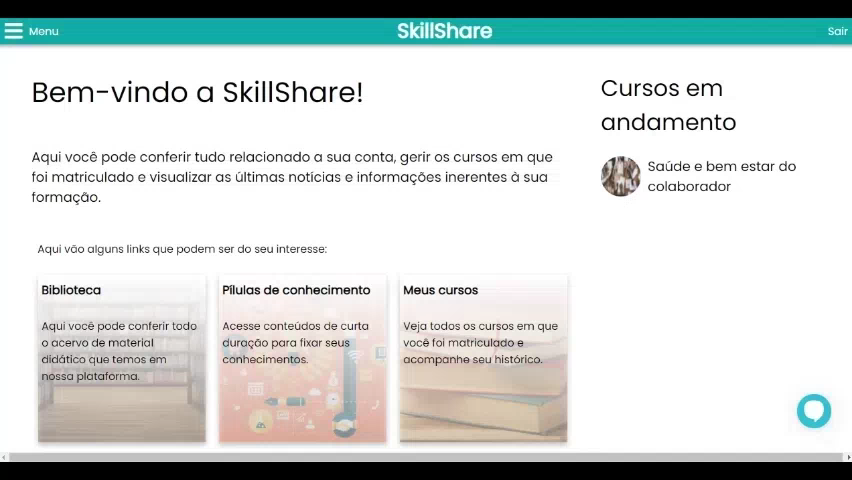 Menu
SkillShare
Sair
Bem-vindo a SkillShare!
Aqui você pode conferir tudo relacionado a sua conta, gerir os cursos em que
foi matriculado e visualizar as últimas notícias e informações inerentes à sua
formação.
Aqui vão alguns links que podem ser do seu interesse:
Biblioteca
Aqui você pode conferir todo
o acervo de material
didático que temos em
nossa plataforma.
Pílulas de conhecimento
Acesse conteúdos de curta
duração para fixar seus
conhecimentos.
Meus cursos
Veja todos os cursos em que
você foi matriculado e
acompanhe seu histórico.
Cursos em
andamento
Saúde e bem estar do
colaborador